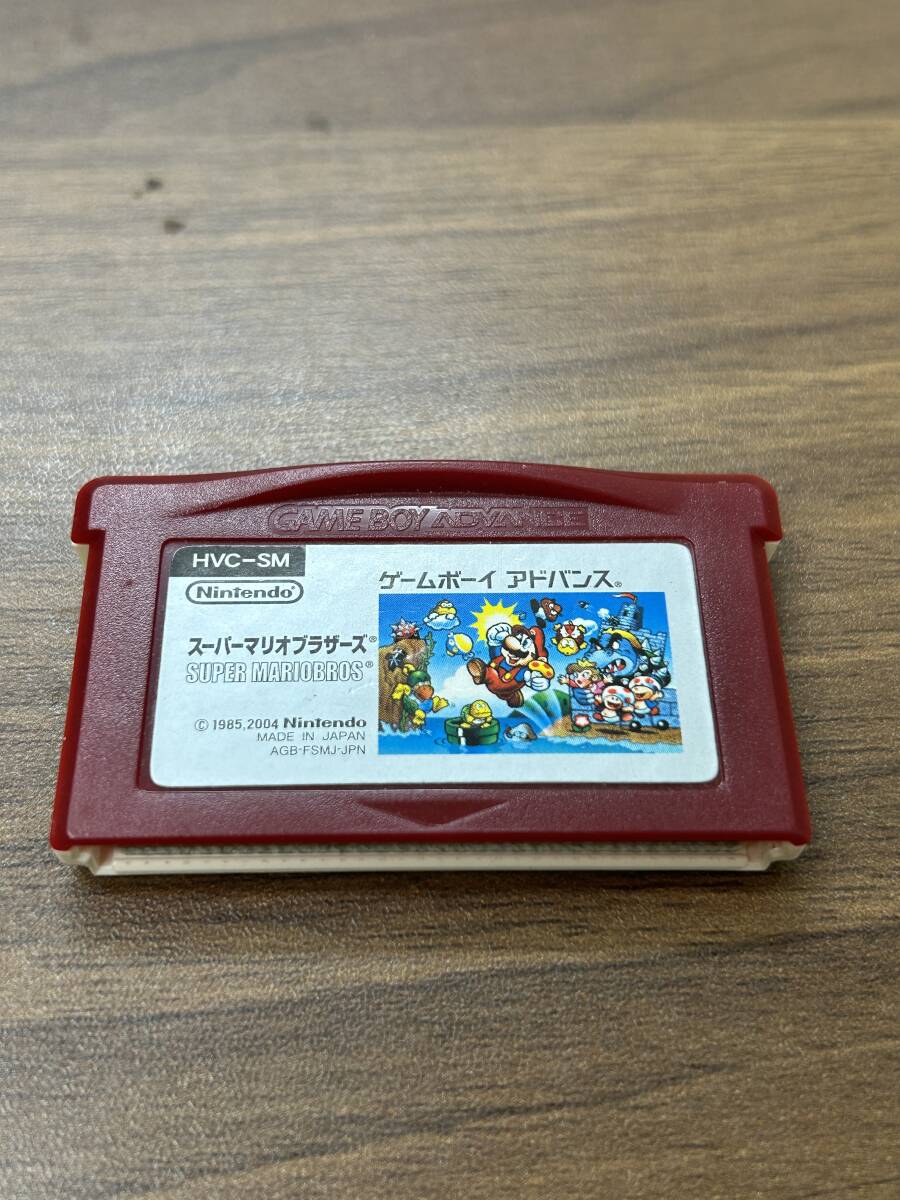 GAME BOY ADVANCE
HVC-SM
Nintendo®
ゲームボーイ アドバンス®
スーパーマリオブラザーズ®
SUPER MARIOBROS®
© 1985,2004 Nintendo
MADE IN JAPAN
AGB-FSMJ-JPN